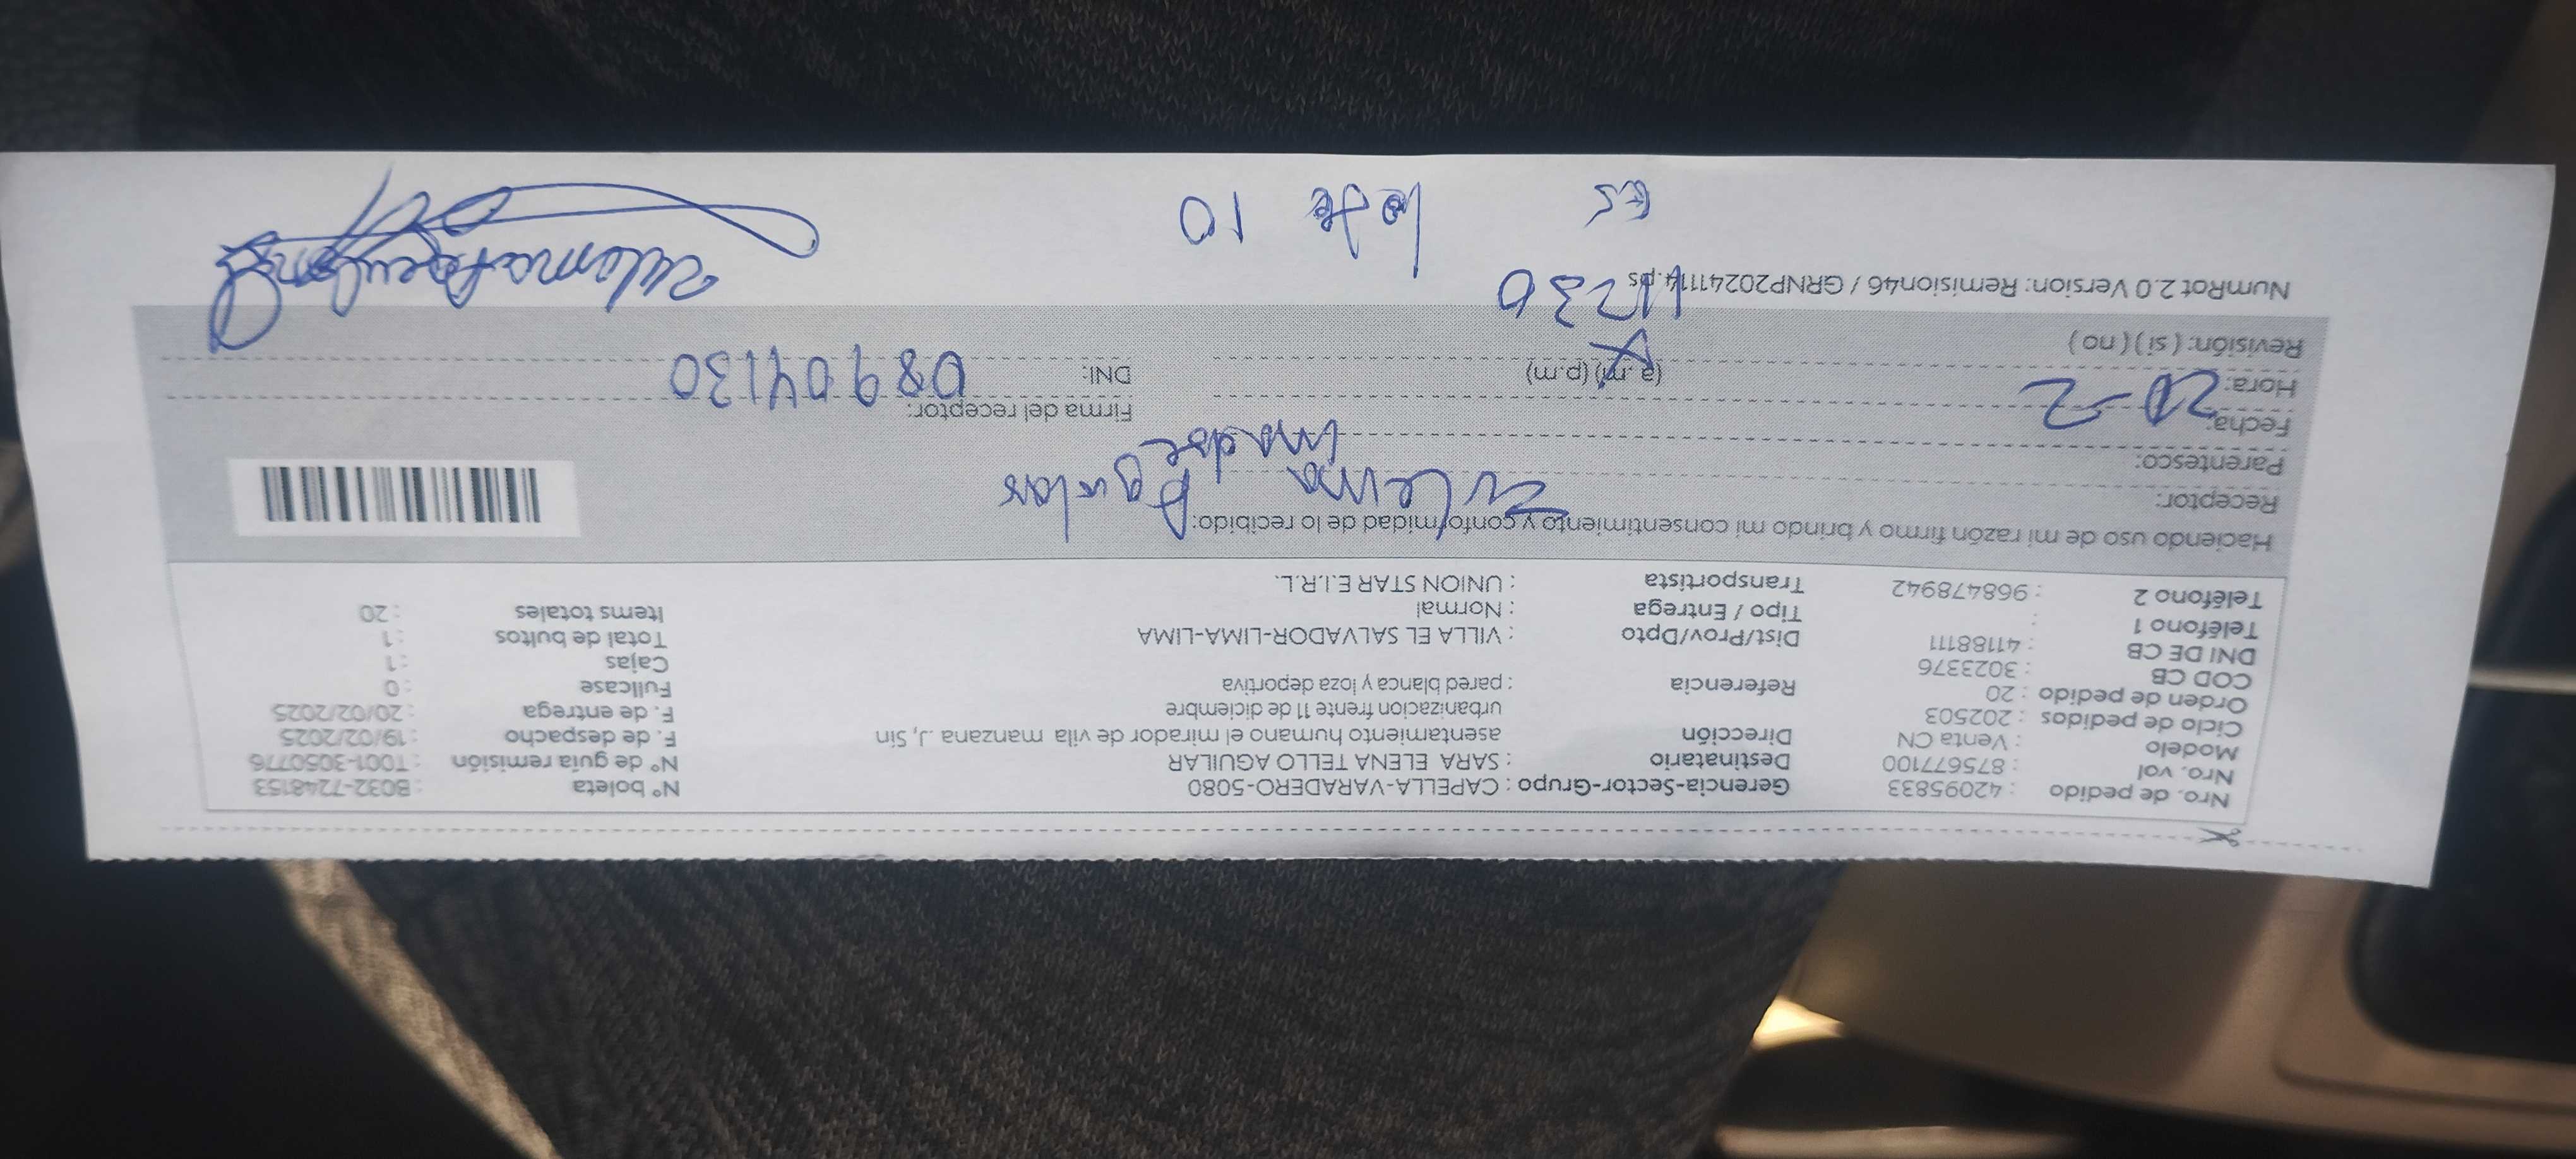 Nro. de pedido : 42095833
Nro. vol : 875677100
Modelo : Venta CN
Ciclo de pedidos : 202503
Orden de pedido : 20
COD CB : 3023376
DNI DE CB : 41188111
Teléfono 1 :
Teléfono 2 : 968478942
Gerencia-Sector-Grupo : CAPELLA-VARADERO-5080
Destinatario : SARA ELENA TELLO AGUILAR
Dirección asentamiento humano el mirador de vila manzana .J, Sin
urbanizacion frente 11 de diciembre
Referencia : pared blanca y loza deportiva
Dist/Prov/Dpto : VILLA EL SALVADOR-LIMA-LIMA
Tipo / Entrega : Normal
Transportista : UNION STAR E.I.R.L.
N° boleta : B032-7248153
N° de guía remisión : T001-3050776
F. de despacho : 19/02/2025
F. de entrega : 20/02/2025
Fullcase : 0
Cajas : 1
Total de bultos : 1
Items totales : 20
Haciendo uso de mi razón firmo y brindo mi consentimiento y conformidad de lo recibido:
Receptor: Zulema Aguilar
Parentesco: madre
Fecha: 20-2
Hora: (a.m) (p.m)
Firma del receptor:
DNI: 08904130
Revisión: ( si ) ( no )
1230
NumRot 2.0 Version: Remision46 / GRNP20241114.ps
lote 10